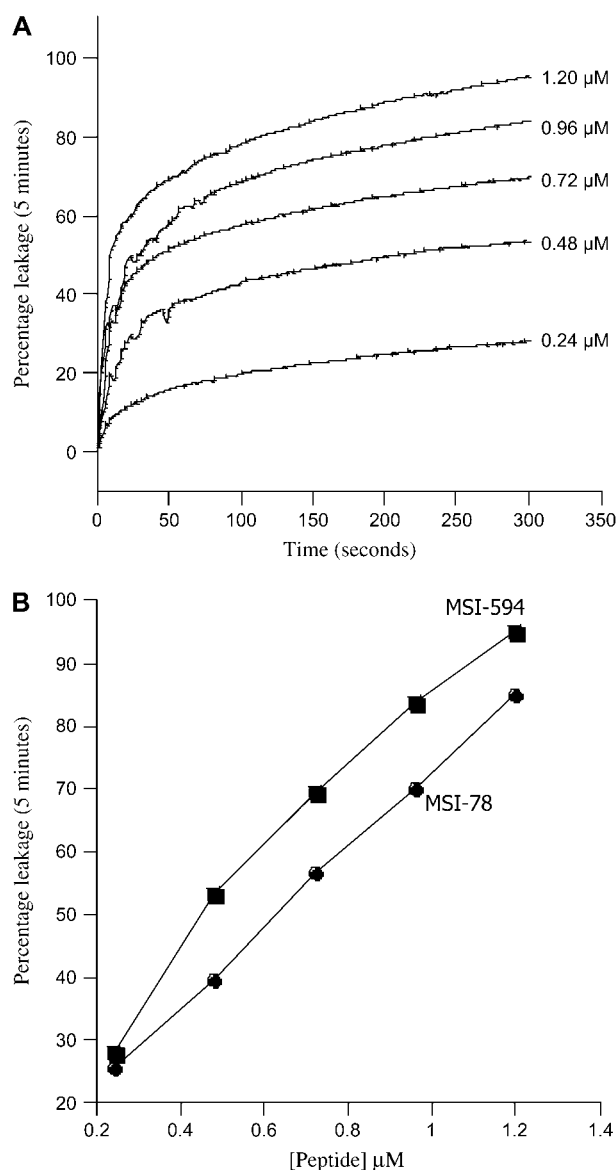 A
Percentage leakage (5 minutes)
100
80
60
40
20
0
1.20 µM
0.96 µM
0.72 µM
0.48 µM
0.24 µM
0 50 100 150 200 250 300 350
Time (seconds)
B
Percentage leakage (5 minutes)
100
90
80
70
60
50
40
30
20
MSI-594
MSI-78
0.2 0.4 0.6 0.8 1 1.2 1.4
[Peptide] µM